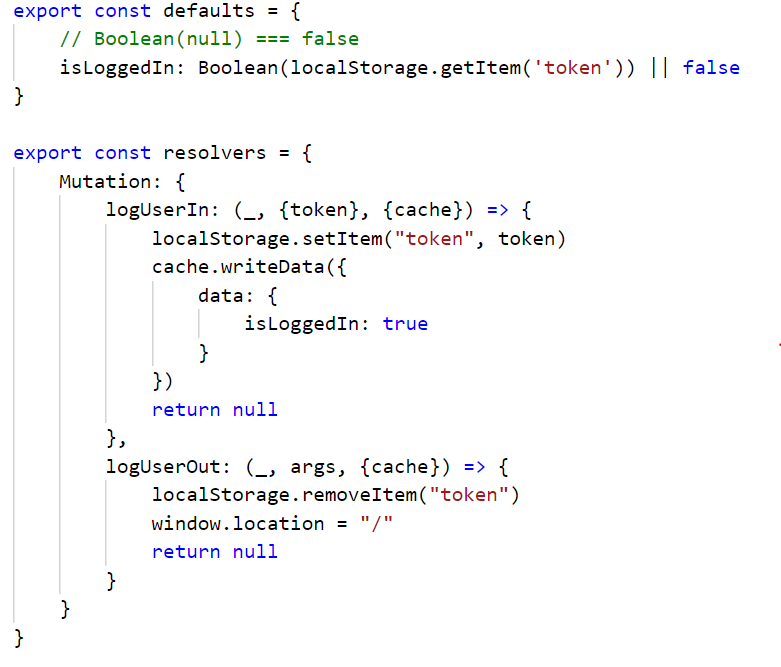 export const defaults = {
    // Boolean(null) === false
    isLoggedIn: Boolean(localStorage.getItem('token')) || false
}

export const resolvers = {
    Mutation: {
        logUserIn: (_, {token}, {cache}) => {
            localStorage.setItem("token", token)
            cache.writeData({
                data: {
                    isLoggedIn: true
                }
            })
            return null
        },
        logUserOut: (_, args, {cache}) => {
            localStorage.removeItem("token")
            window.location = "/"
            return null
        }
    }
}